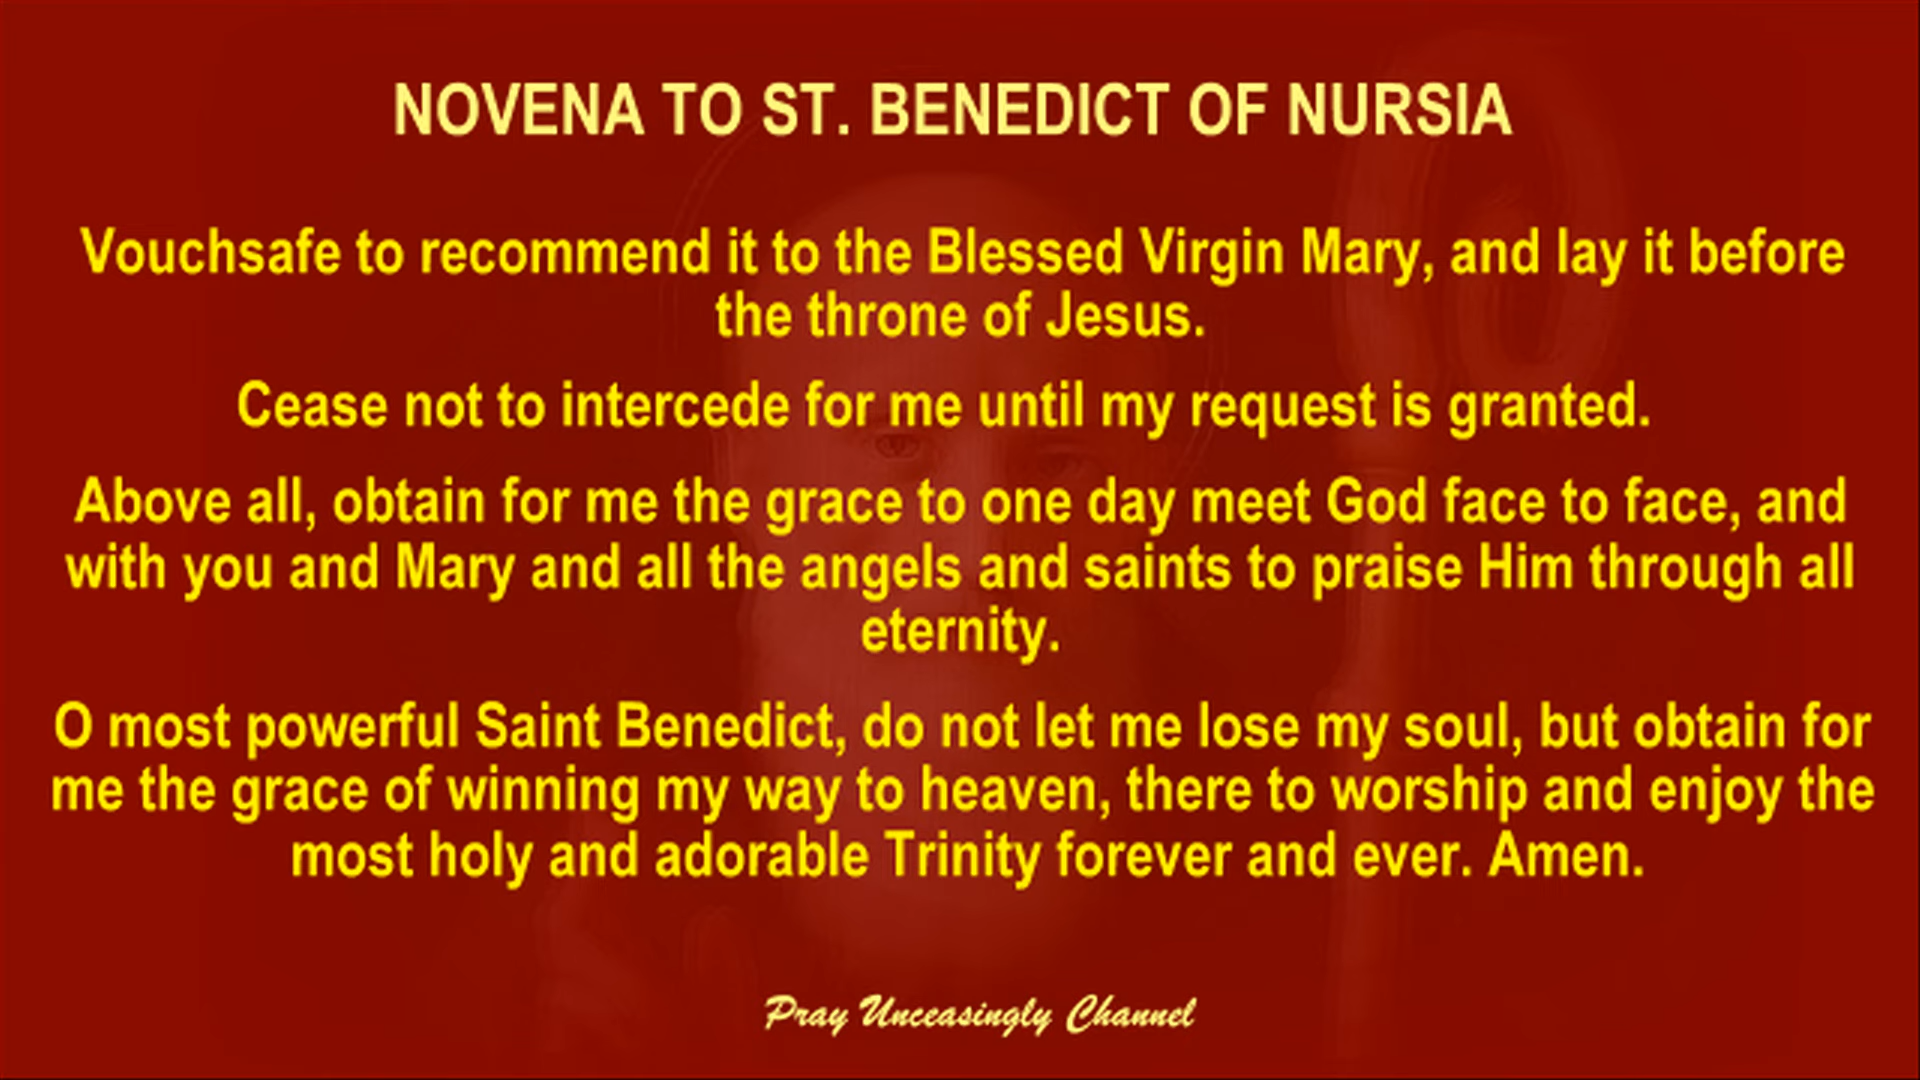 NOVENA TO ST. BENEDICT OF NURSIA
Vouchsafe to recommend it to the Blessed Virgin Mary, and lay it before
the throne of Jesus.
Cease not to intercede for me until my request is granted.
Above all, obtain for me the grace to one day meet God face to face, and
with you and Mary and all the angels and saints to praise Him through all
eternity.
O most powerful Saint Benedict, do not let me lose my soul, but obtain for
me the grace of winning my way to heaven, there to worship and enjoy the
most holy and adorable Trinity forever and ever. Amen.
Pray Unceasingly Channel